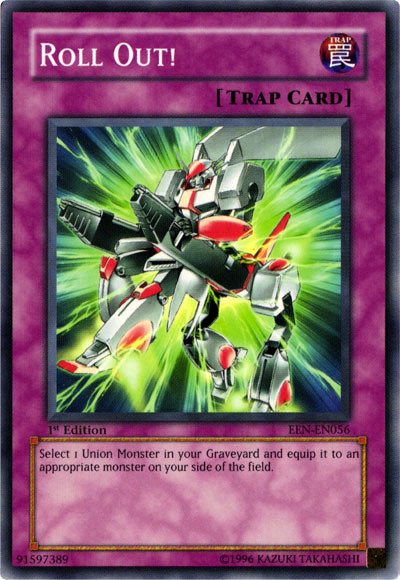 ROLL OUT!
TRAP
罠
[TRAP CARD]
1st Edition
EEN-EN056
Select 1 Union Monster in your Graveyard and equip it to an
appropriate monster on your side of the field.
91597389
©1996 KAZUKI TAKAHASHI